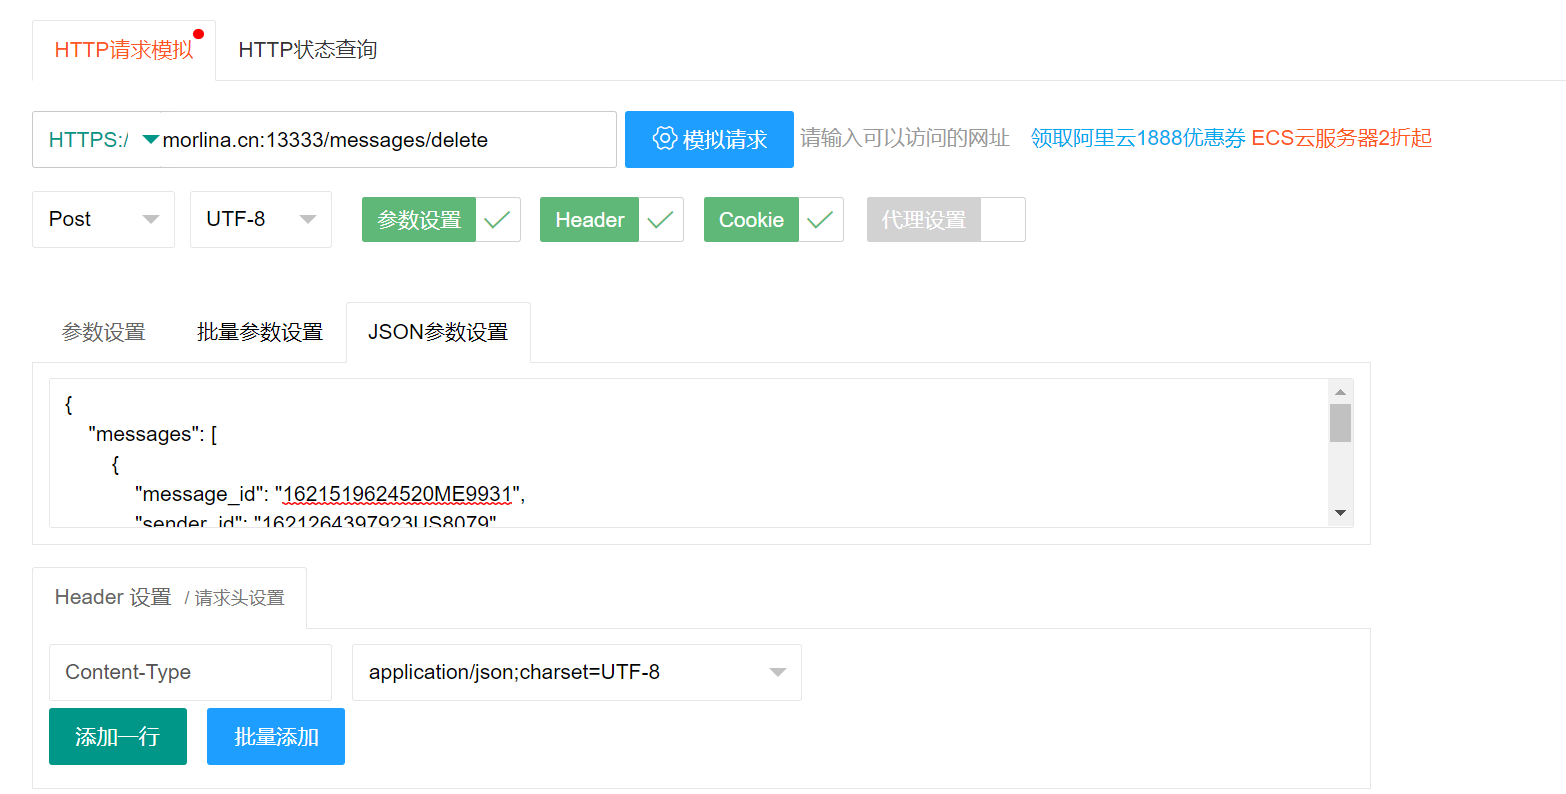 HTTP请求模拟 HTTP状态查询
HTTPS:/ morlina.cn:13333/messages/delete 模拟请求 请输入可以访问的网址 领取阿里云1888优惠券 ECS云服务器2折起
Post UTF-8 参数设置 Header Cookie 代理设置
参数设置 批量参数设置 JSON参数设置
{
"messages": [
{
"message_id": "1621519624520ME9931",
"sender_id": "1621264397923US8079"
Header 设置 / 请求头设置
Content-Type application/json;charset=UTF-8
添加一行 批量添加